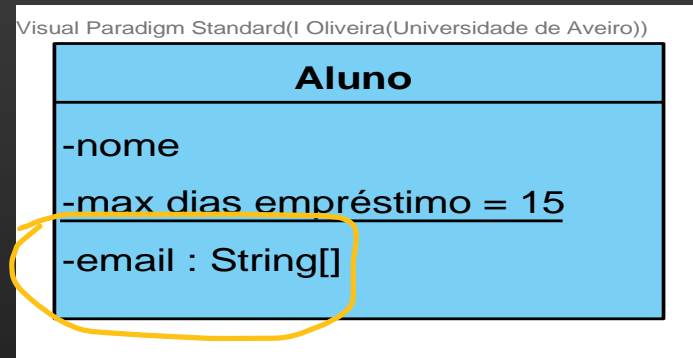 Visual Paradigm Standard(I Oliveira(Universidade de Aveiro))
Aluno
-nome
-max dias empréstimo = 15
-email : String[]